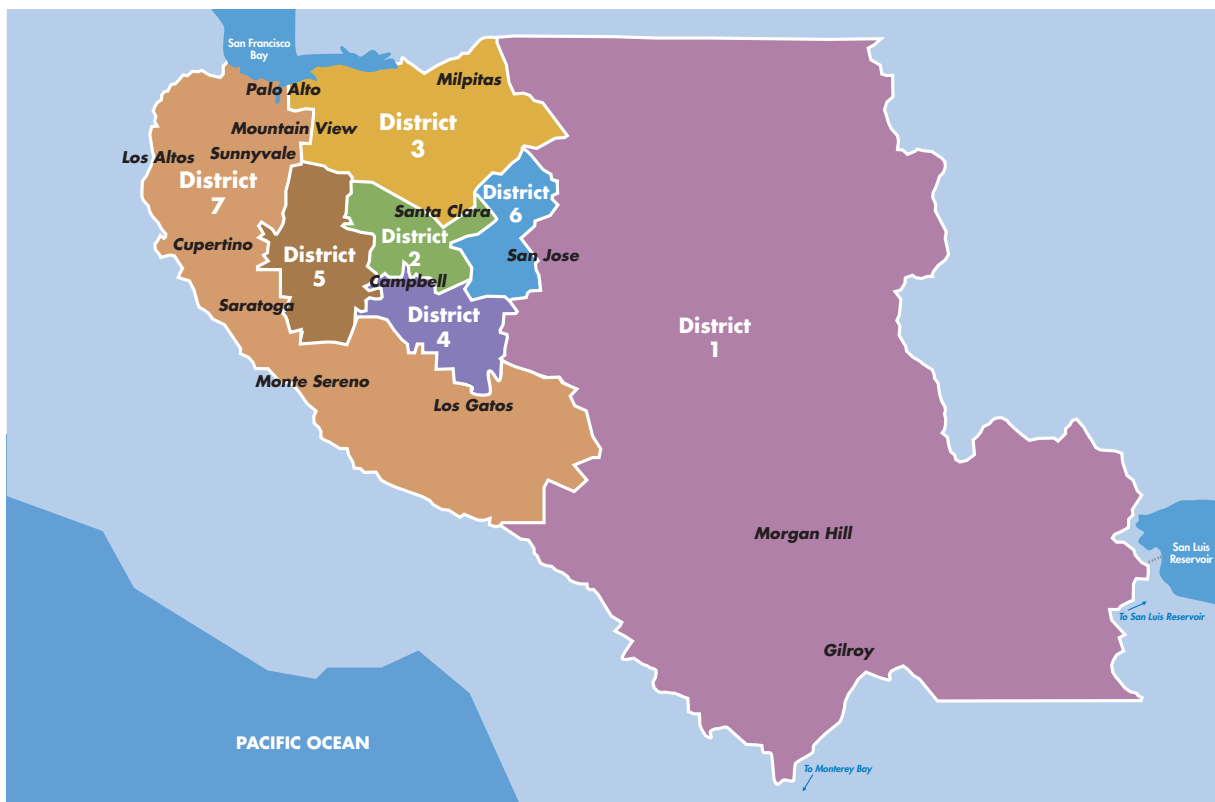 San Francisco
Bay
Palo Alto
Milpitas
Mountain View
District
3
Los Altos
Sunnyvale
District
7
District
6
Santa Clara
Cupertino
District
5
District
2
San Jose
Campbell
Saratoga
District
4
District
1
Monte Sereno
Los Gatos
Morgan Hill
San Luis
Reservoir
To San Luis Reservoir
Gilroy
PACIFIC OCEAN
To Monterey Bay